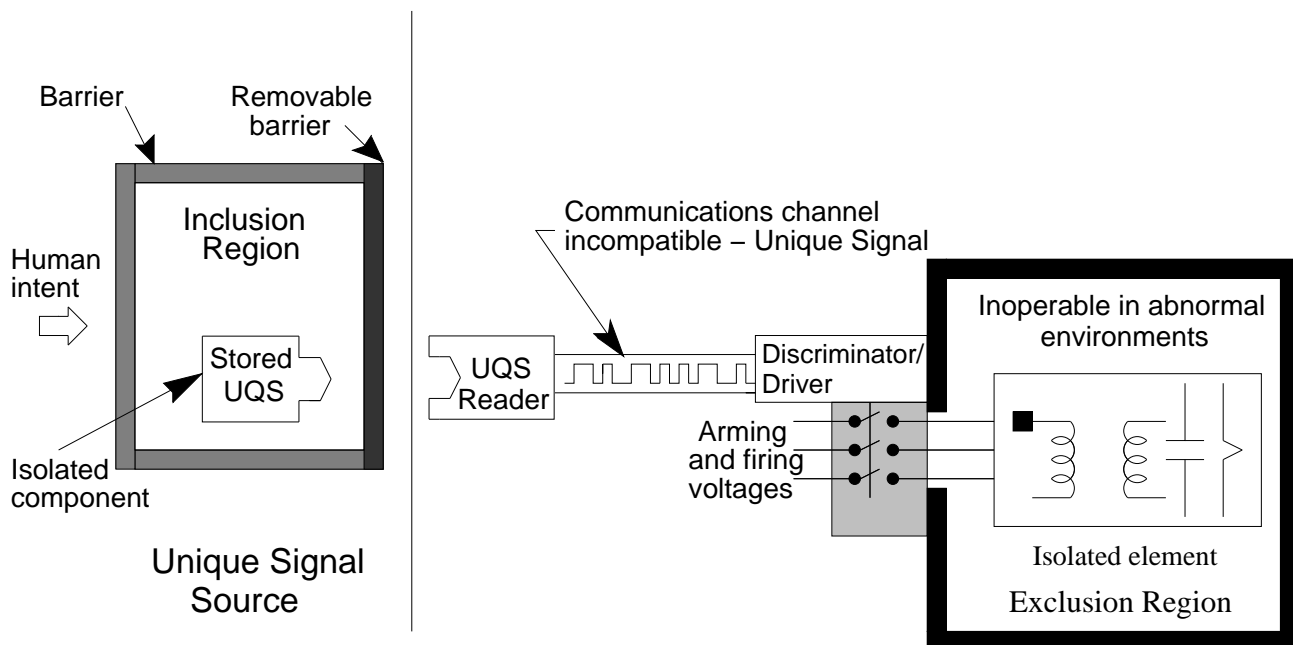 Barrier
Removable
barrier
Inclusion
Region
Human
intent
Stored
UQS
Isolated
component
Unique Signal
Source
Communications channel
incompatible – Unique Signal
UQS
Reader
Discriminator/
Driver
Arming
and firing
voltages
Inoperable in abnormal
environments
Isolated element
Exclusion Region